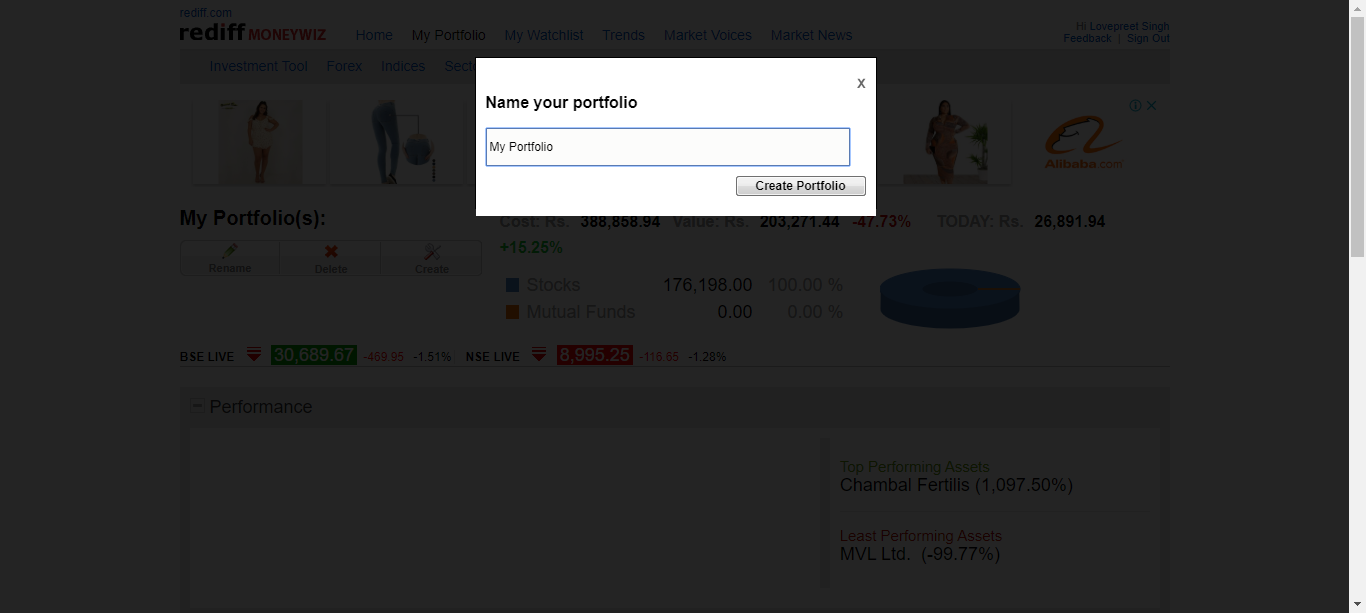 rediff.com
rediff MONEYWIZ
Home My Portfolio My Watchlist Trends Market Voices Market News
Hi Lovepreet Singh
Feedback | Sign Out
Investment Tool Forex Indices
X
Name your portfolio
My Portfolio
Create Portfolio
Alibaba.com
My Portfolio(s):
Rename Delete Create
Cost: Rs. 388,858.94 Value: Rs. 203,271.44 -47.73% TODAY: Rs. 26,891.94
+15.25%
Stocks 176,198.00 100.00 %
Mutual Funds 0.00 0.00 %
BSE LIVE 30,689.67 -469.95 -1.51% NSE LIVE 8,995.25 -116.65 -1.28%
Performance
Top Performing Assets
Chambal Fertilis (1,097.50%)
Least Performing Assets
MVL Ltd. (-99.77%)